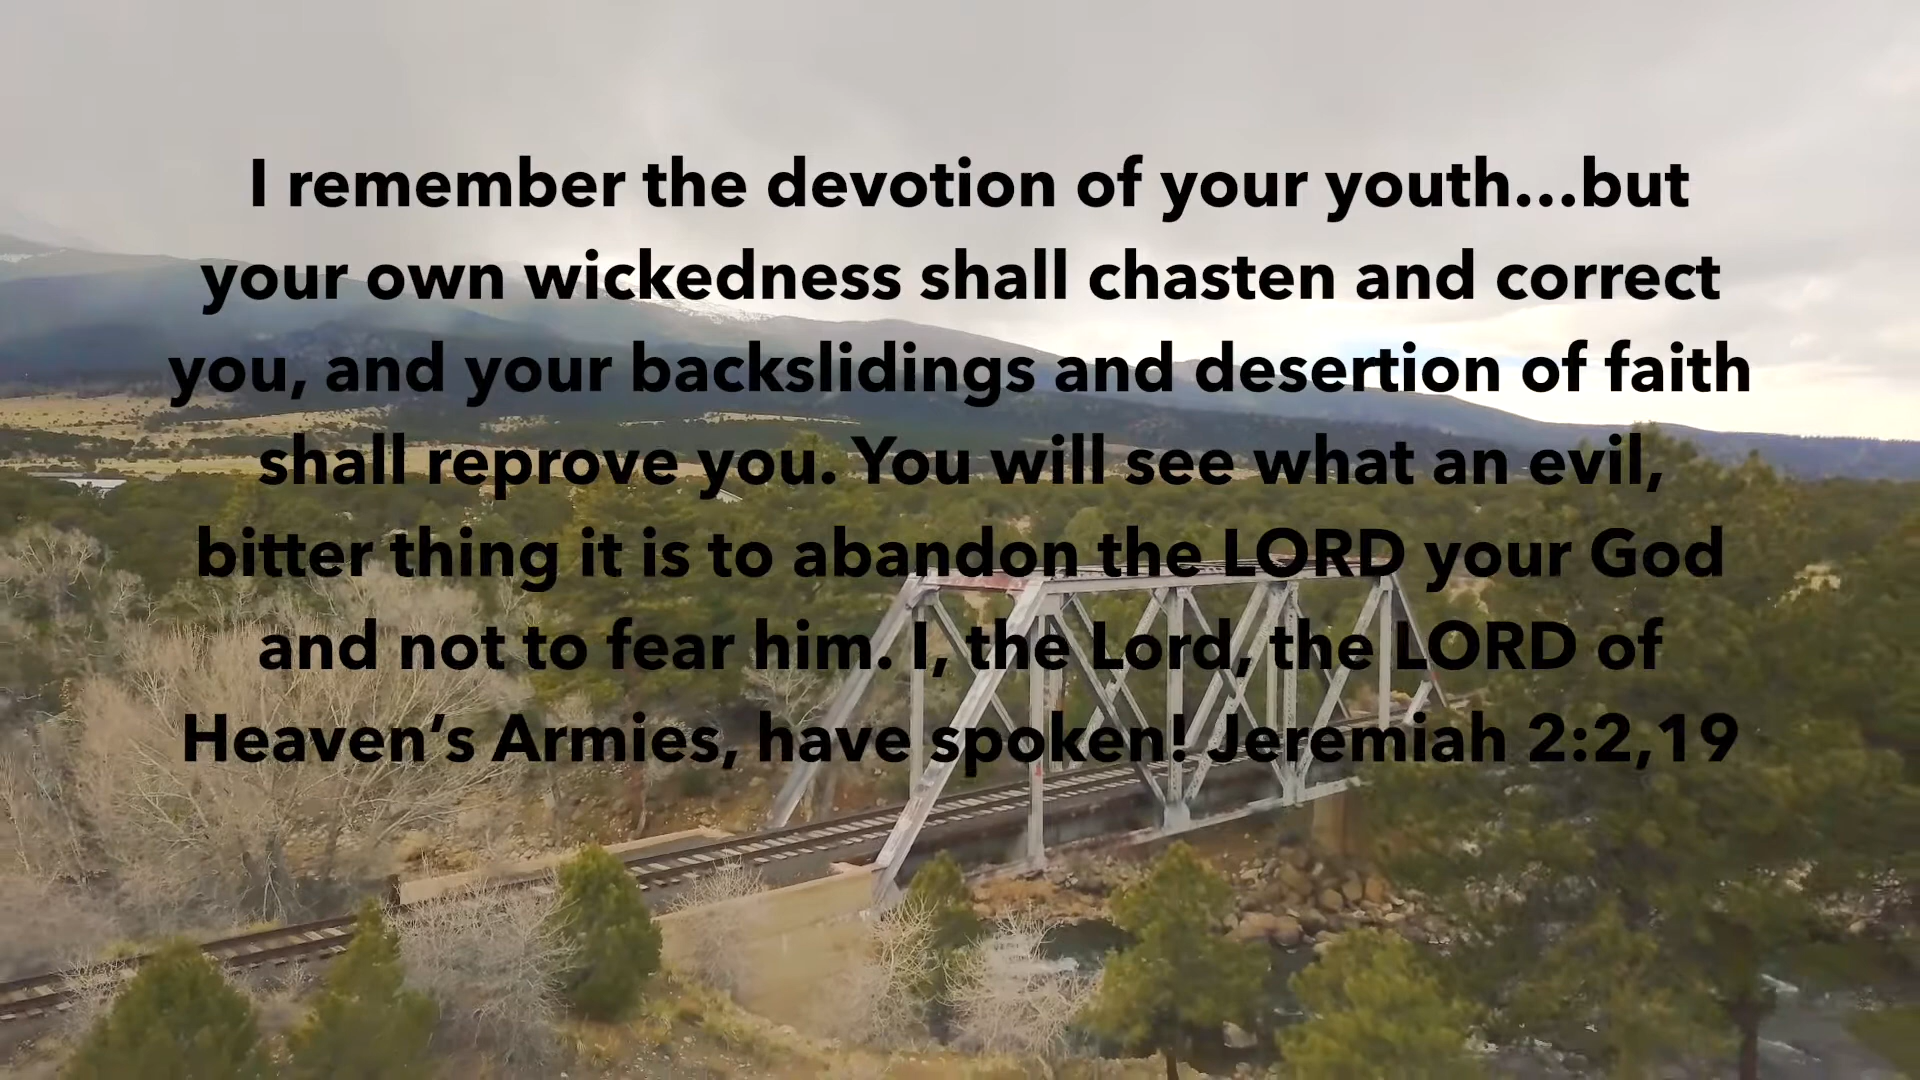 I remember the devotion of your youth...but
your own wickedness shall chasten and correct
you, and your backslidings and desertion of faith
shall reprove you. You will see what an evil,
bitter thing it is to abandon the LORD your God
and not to fear him. I, the Lord, the LORD of
Heaven’s Armies, have spoken! Jeremiah 2:2,19